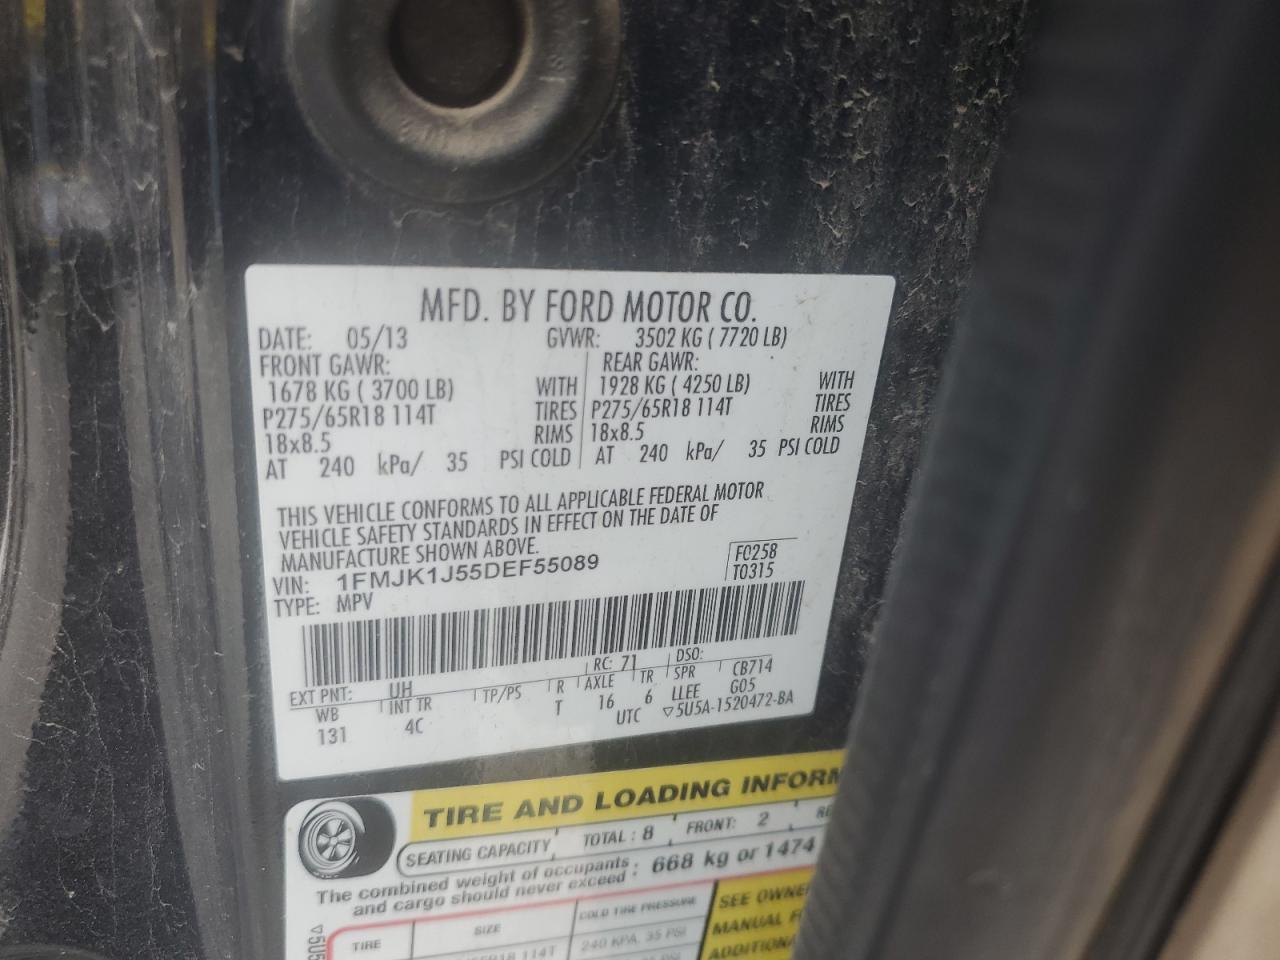 MFD. BY FORD MOTOR CO.
DATE: 05/13 GVWR: 3502 KG ( 7720 LB)
FRONT GAWR: REAR GAWR:
1678 KG ( 3700 LB) WITH 1928 KG ( 4250 LB) WITH
P275/65R18 114T TIRES P275/65R18 114T TIRES
18x8.5 RIMS 18x8.5 RIMS
AT 240 kPa/ 35 PSI COLD AT 240 kPa/ 35 PSI COLD
THIS VEHICLE CONFORMS TO ALL APPLICABLE FEDERAL MOTOR
VEHICLE SAFETY STANDARDS IN EFFECT ON THE DATE OF
MANUFACTURE SHOWN ABOVE.
VIN: 1FMJK1J55DEF55089 FC258
TYPE: MPV T0315
EXT PNT: UH RC: 71 DSO:
WB INT TR TP/PS R AXLE TR SPR CB714
131 4C T 16 6 LLEE G05
UTC ▽5U5A-1520472-BA
TIRE AND LOADING INFORM
SEATING CAPACITY TOTAL : 8 FRONT: 2
The combined weight of occupants : 668 kg or 1474
and cargo should never exceed :
TIRE SIZE COLD TIRE PRESSURE SEE OWNE
114T 240 KPA, 35 PSI MANUAL F
ADDITIONA
▽5U5